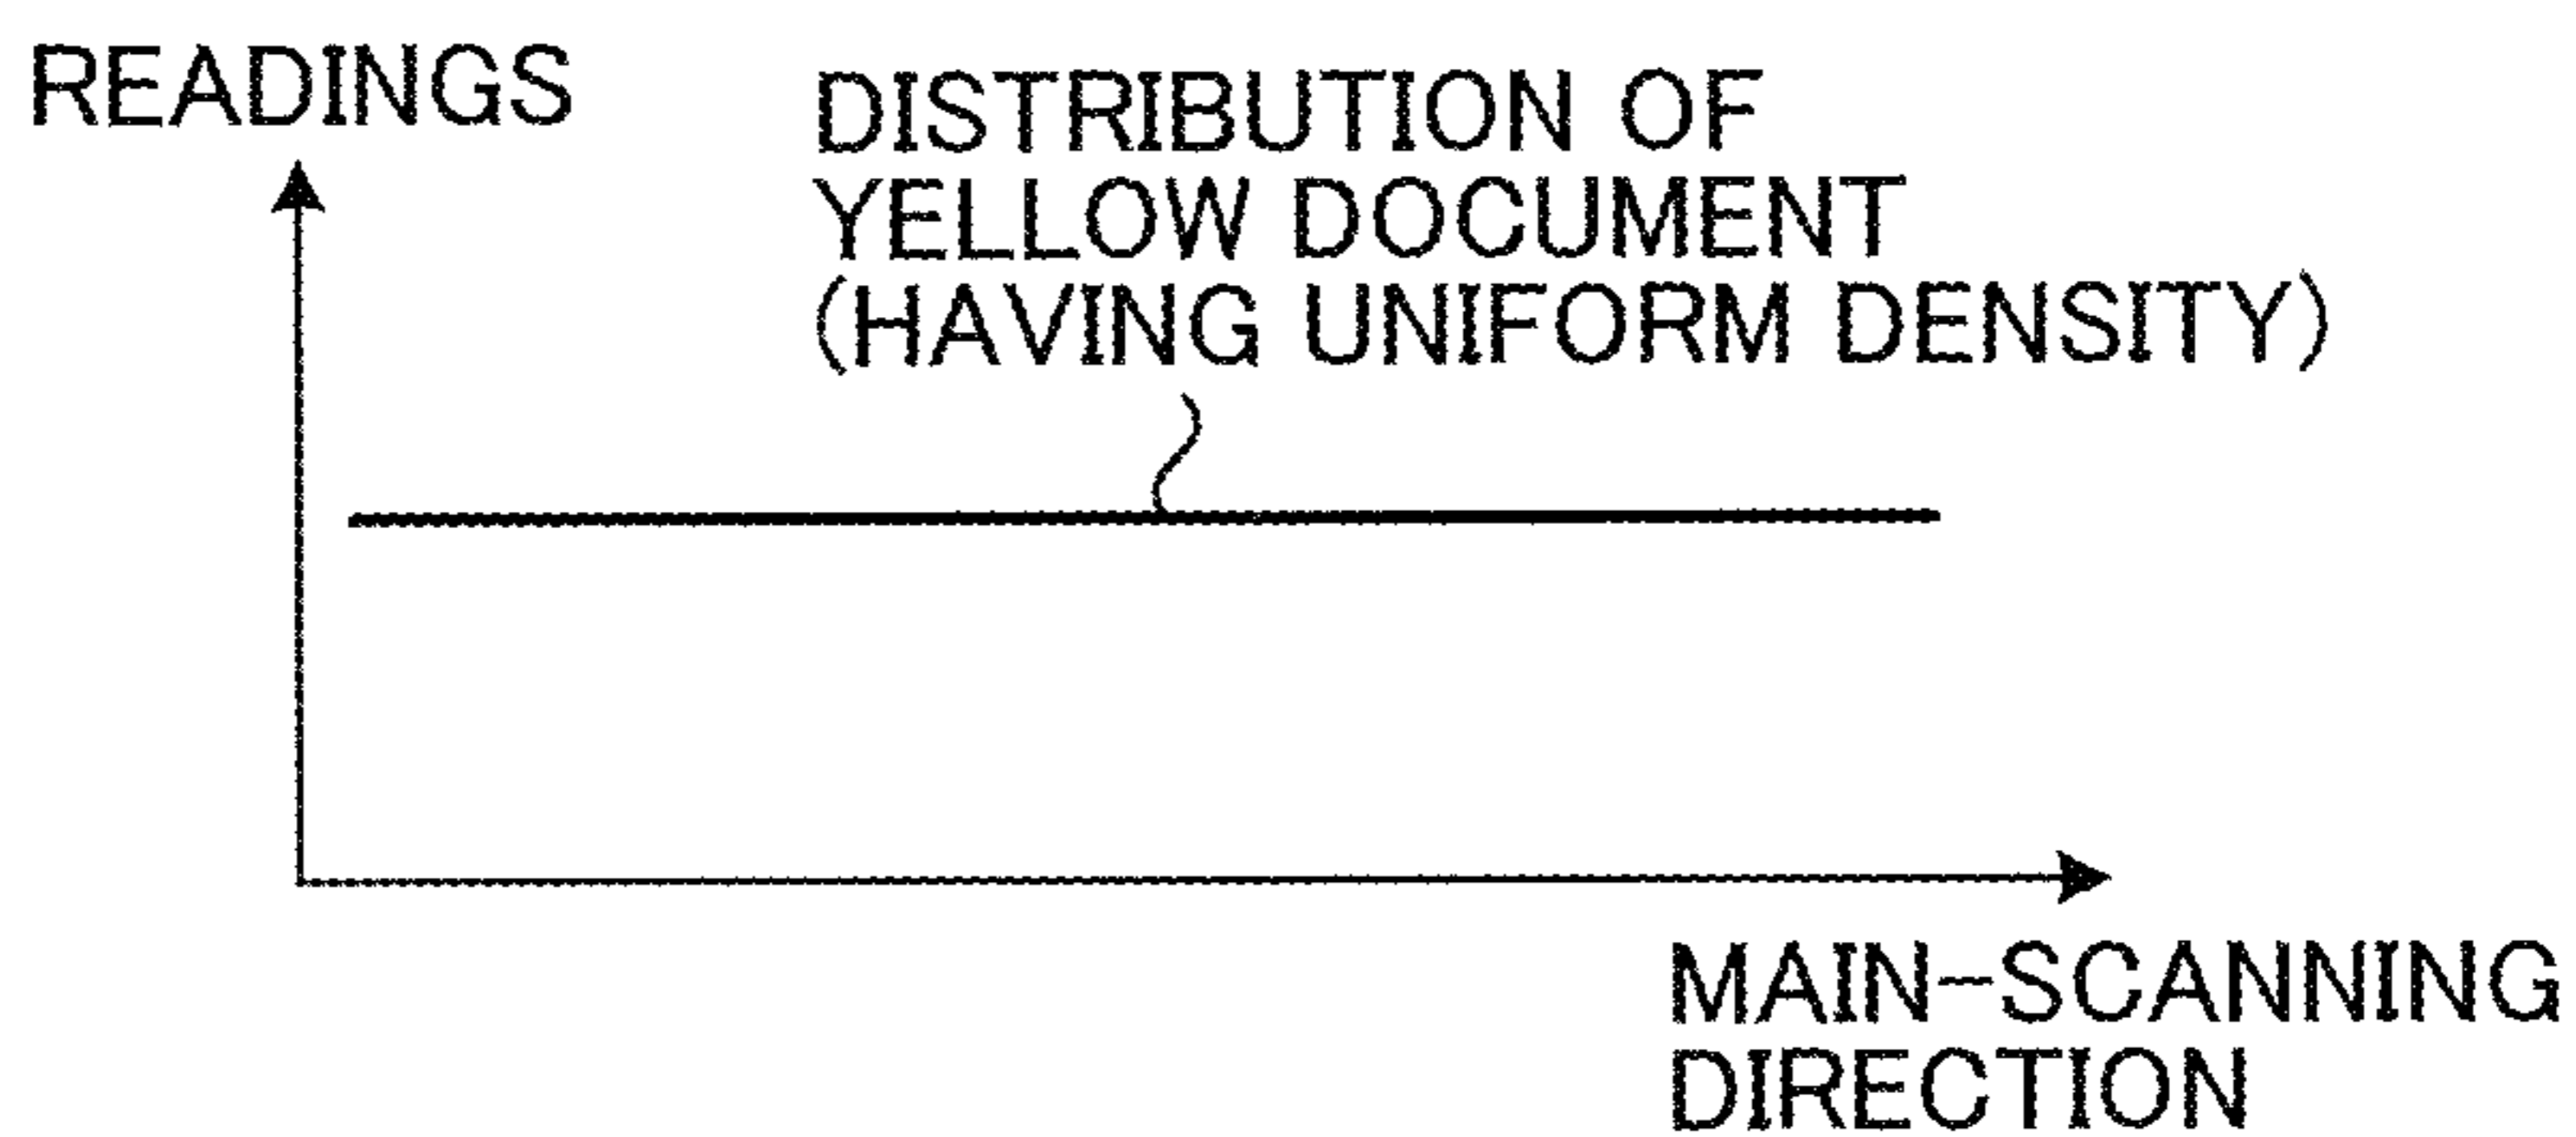 READINGS
DISTRIBUTION OF
YELLOW DOCUMENT
(HAVING UNIFORM DENSITY)
MAIN-SCANNING
DIRECTION